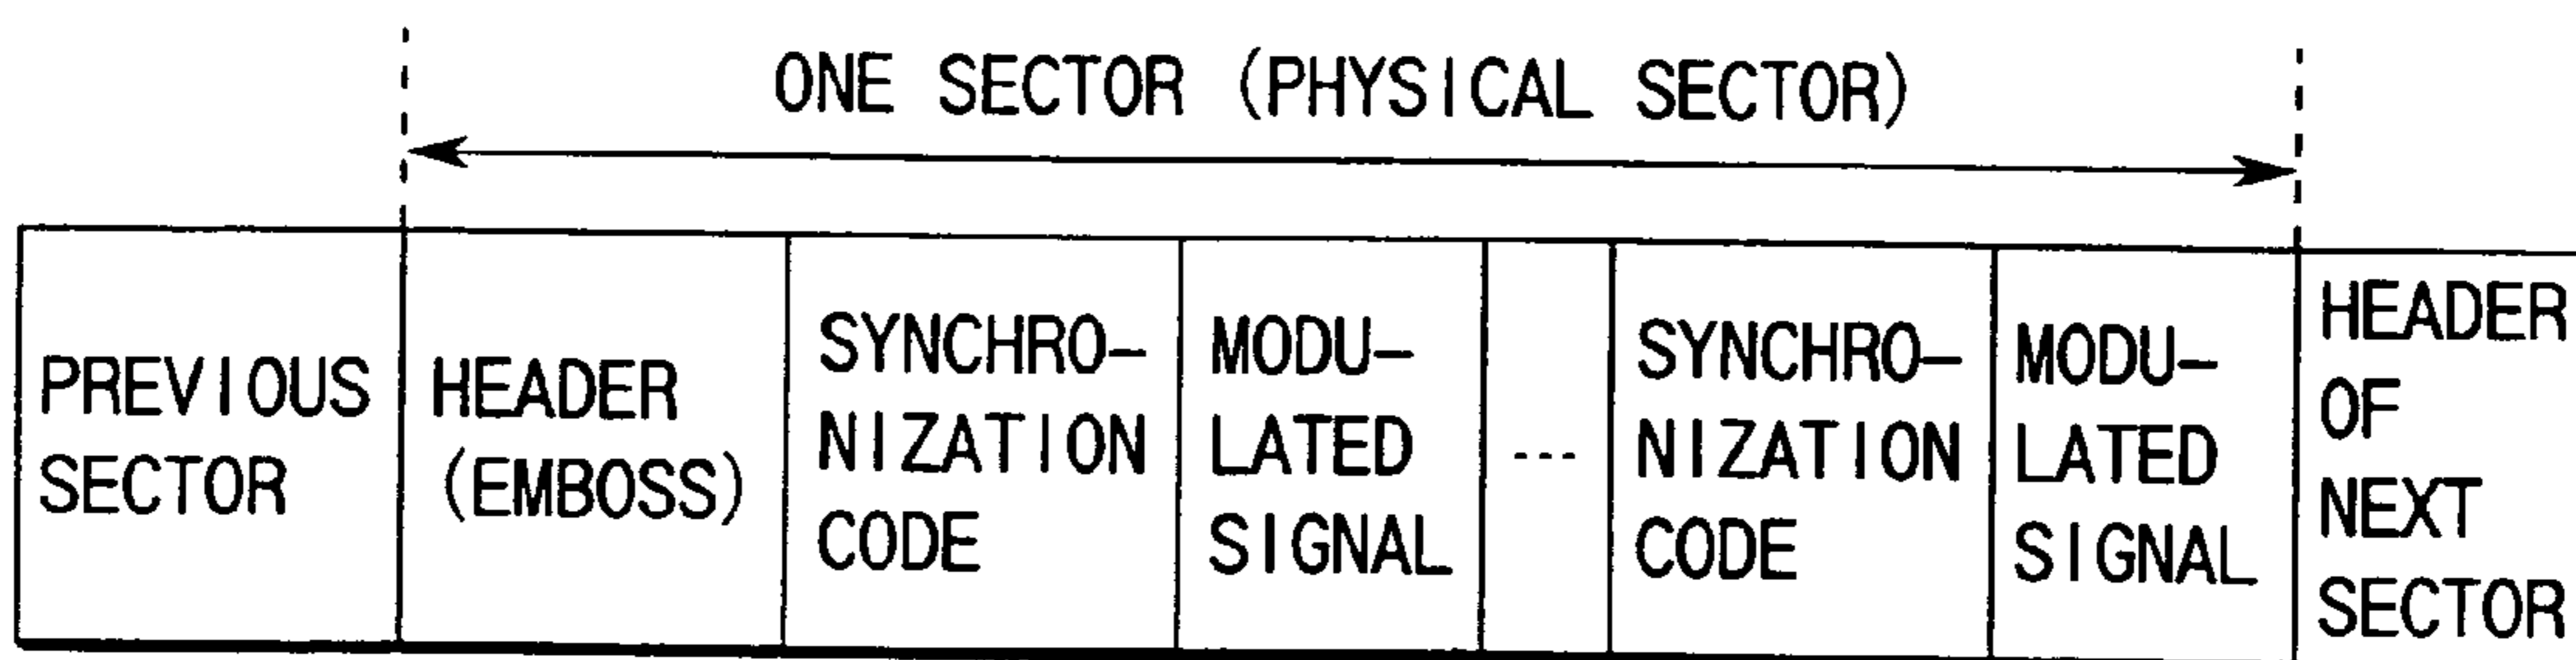 ONE SECTOR (PHYSICAL SECTOR)
PREVIOUS
SECTOR
HEADER
(EMBOSS)
SYNCHRO-
NIZATION
CODE
MODU-
LATED
SIGNAL
---
SYNCHRO-
NIZATION
CODE
MODU-
LATED
SIGNAL
HEADER
OF
NEXT
SECTOR